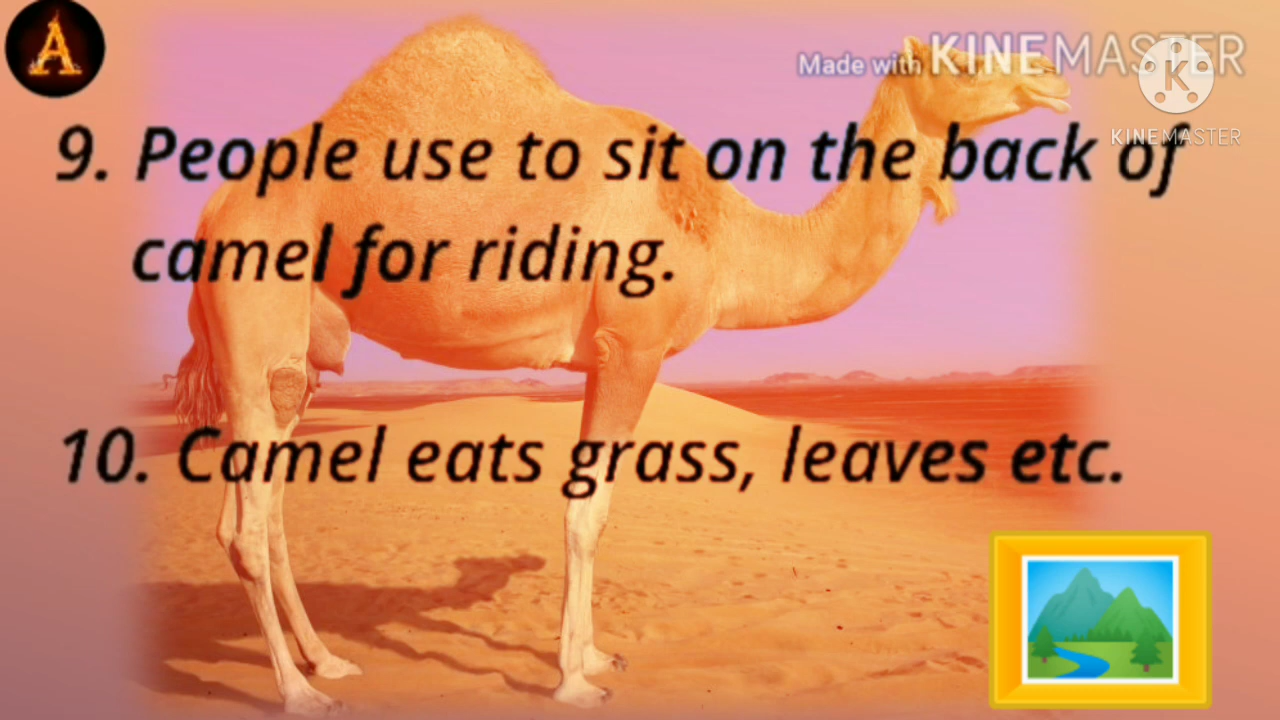 A
Made with KINEMASTER
K
KINEMASTER
9. People use to sit on the back of
camel for riding.
10. Camel eats grass, leaves etc.